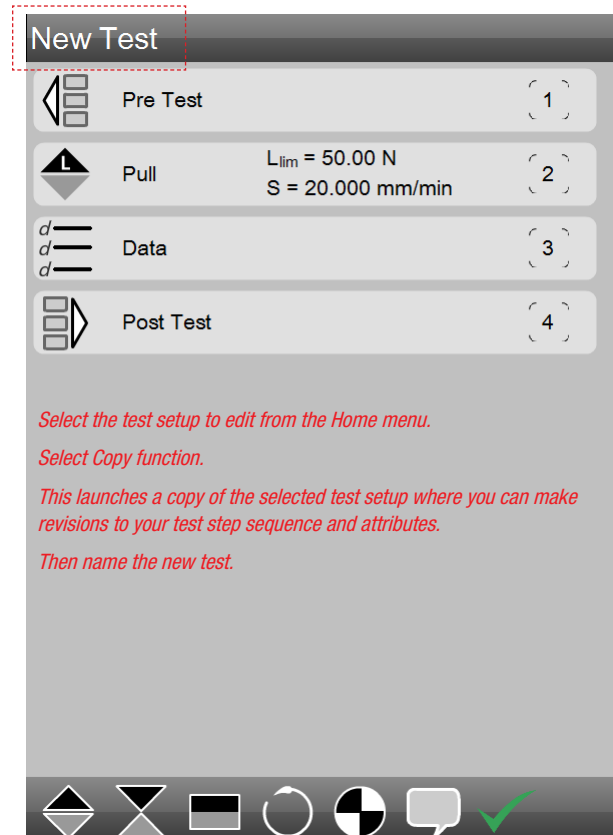 New Test
Pre Test 1
L
Pull L_lim = 50.00 N 2
S = 20.000 mm/min
d
d Data 3
d
Post Test 4
Select the test setup to edit from the Home menu.
Select Copy function.
This launches a copy of the selected test setup where you can make
revisions to your test step sequence and attributes.
Then name the new test.